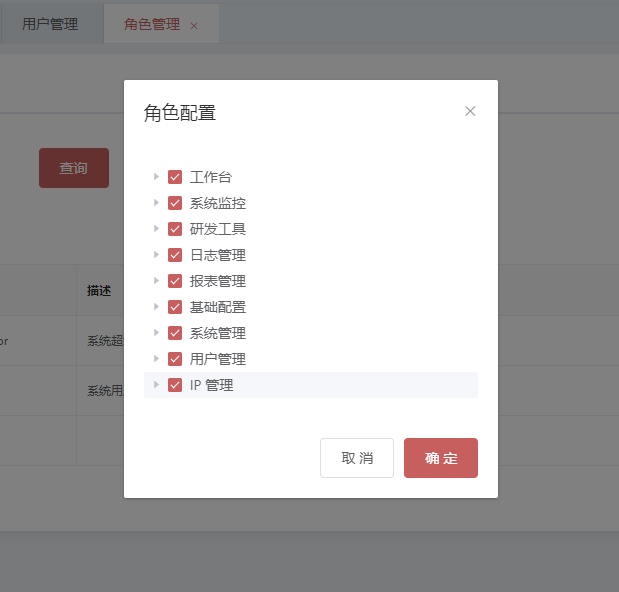 用户管理
角色管理
角色配置
查询
工作台
系统监控
研发工具
日志管理
报表管理
基础配置
系统管理
用户管理
IP 管理
描述
or
系统超
系统用
取 消
确 定